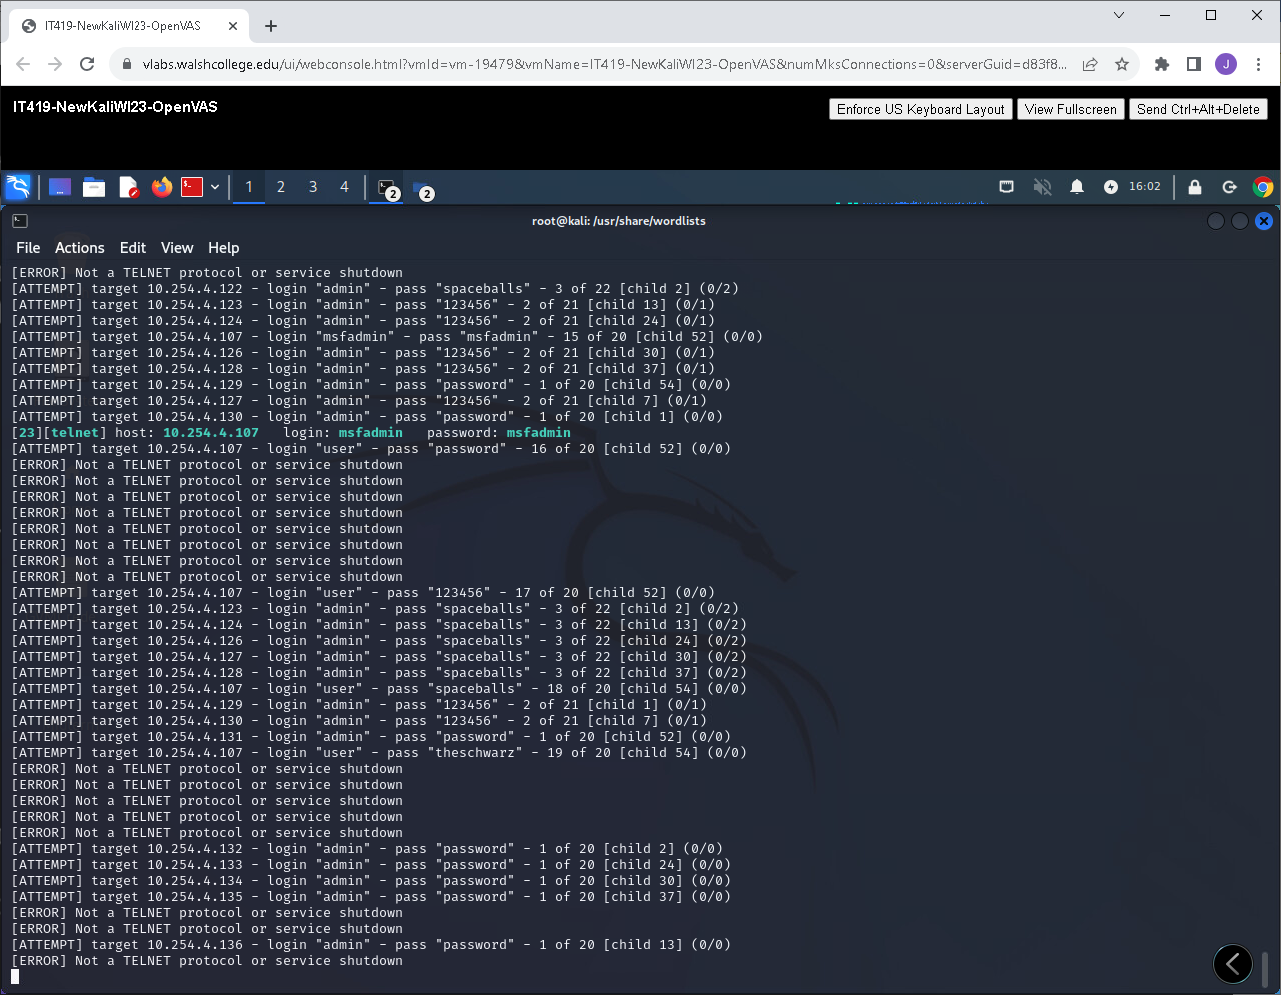 IT419-NewKaliWI23-OpenVAS
vlabs.walshcollege.edu/ui/webconsole.html?vmId=vm-19479&vmName=IT419-NewKaliWI23-OpenVAS&numMksConnections=0&serverGuid=d83f8...
J
IT419-NewKaliWI23-OpenVAS
Enforce US Keyboard Layout
View Fullscreen
Send Ctrl+Alt+Delete
1 2 3 4 2 2 16:02
root@kali: /usr/share/wordlists
File Actions Edit View Help
[ERROR] Not a TELNET protocol or service shutdown
[ATTEMPT] target 10.254.4.122 - login "admin" - pass "spaceballs" - 3 of 22 [child 2] (0/2)
[ATTEMPT] target 10.254.4.123 - login "admin" - pass "123456" - 2 of 21 [child 13] (0/1)
[ATTEMPT] target 10.254.4.124 - login "admin" - pass "123456" - 2 of 21 [child 24] (0/1)
[ATTEMPT] target 10.254.4.107 - login "msfadmin" - pass "msfadmin" - 15 of 20 [child 52] (0/0)
[ATTEMPT] target 10.254.4.126 - login "admin" - pass "123456" - 2 of 21 [child 30] (0/1)
[ATTEMPT] target 10.254.4.128 - login "admin" - pass "123456" - 2 of 21 [child 37] (0/1)
[ATTEMPT] target 10.254.4.129 - login "admin" - pass "password" - 1 of 20 [child 54] (0/0)
[ATTEMPT] target 10.254.4.127 - login "admin" - pass "123456" - 2 of 21 [child 7] (0/1)
[ATTEMPT] target 10.254.4.130 - login "admin" - pass "password" - 1 of 20 [child 1] (0/0)
[23][telnet] host: 10.254.4.107   login: msfadmin   password: msfadmin
[ATTEMPT] target 10.254.4.107 - login "user" - pass "password" - 16 of 20 [child 52] (0/0)
[ERROR] Not a TELNET protocol or service shutdown
[ERROR] Not a TELNET protocol or service shutdown
[ERROR] Not a TELNET protocol or service shutdown
[ERROR] Not a TELNET protocol or service shutdown
[ERROR] Not a TELNET protocol or service shutdown
[ERROR] Not a TELNET protocol or service shutdown
[ERROR] Not a TELNET protocol or service shutdown
[ERROR] Not a TELNET protocol or service shutdown
[ATTEMPT] target 10.254.4.107 - login "user" - pass "123456" - 17 of 20 [child 52] (0/0)
[ATTEMPT] target 10.254.4.123 - login "admin" - pass "spaceballs" - 3 of 22 [child 2] (0/2)
[ATTEMPT] target 10.254.4.124 - login "admin" - pass "spaceballs" - 3 of 22 [child 13] (0/2)
[ATTEMPT] target 10.254.4.126 - login "admin" - pass "spaceballs" - 3 of 22 [child 24] (0/2)
[ATTEMPT] target 10.254.4.127 - login "admin" - pass "spaceballs" - 3 of 22 [child 30] (0/2)
[ATTEMPT] target 10.254.4.128 - login "admin" - pass "spaceballs" - 3 of 22 [child 37] (0/2)
[ATTEMPT] target 10.254.4.107 - login "user" - pass "spaceballs" - 18 of 20 [child 54] (0/0)
[ATTEMPT] target 10.254.4.129 - login "admin" - pass "123456" - 2 of 21 [child 1] (0/1)
[ATTEMPT] target 10.254.4.130 - login "admin" - pass "123456" - 2 of 21 [child 7] (0/1)
[ATTEMPT] target 10.254.4.131 - login "admin" - pass "password" - 1 of 20 [child 52] (0/0)
[ATTEMPT] target 10.254.4.107 - login "user" - pass "theschwarz" - 19 of 20 [child 54] (0/0)
[ERROR] Not a TELNET protocol or service shutdown
[ERROR] Not a TELNET protocol or service shutdown
[ERROR] Not a TELNET protocol or service shutdown
[ERROR] Not a TELNET protocol or service shutdown
[ERROR] Not a TELNET protocol or service shutdown
[ATTEMPT] target 10.254.4.132 - login "admin" - pass "password" - 1 of 20 [child 2] (0/0)
[ATTEMPT] target 10.254.4.133 - login "admin" - pass "password" - 1 of 20 [child 24] (0/0)
[ATTEMPT] target 10.254.4.134 - login "admin" - pass "password" - 1 of 20 [child 30] (0/0)
[ATTEMPT] target 10.254.4.135 - login "admin" - pass "password" - 1 of 20 [child 37] (0/0)
[ERROR] Not a TELNET protocol or service shutdown
[ERROR] Not a TELNET protocol or service shutdown
[ATTEMPT] target 10.254.4.136 - login "admin" - pass "password" - 1 of 20 [child 13] (0/0)
[ERROR] Not a TELNET protocol or service shutdown